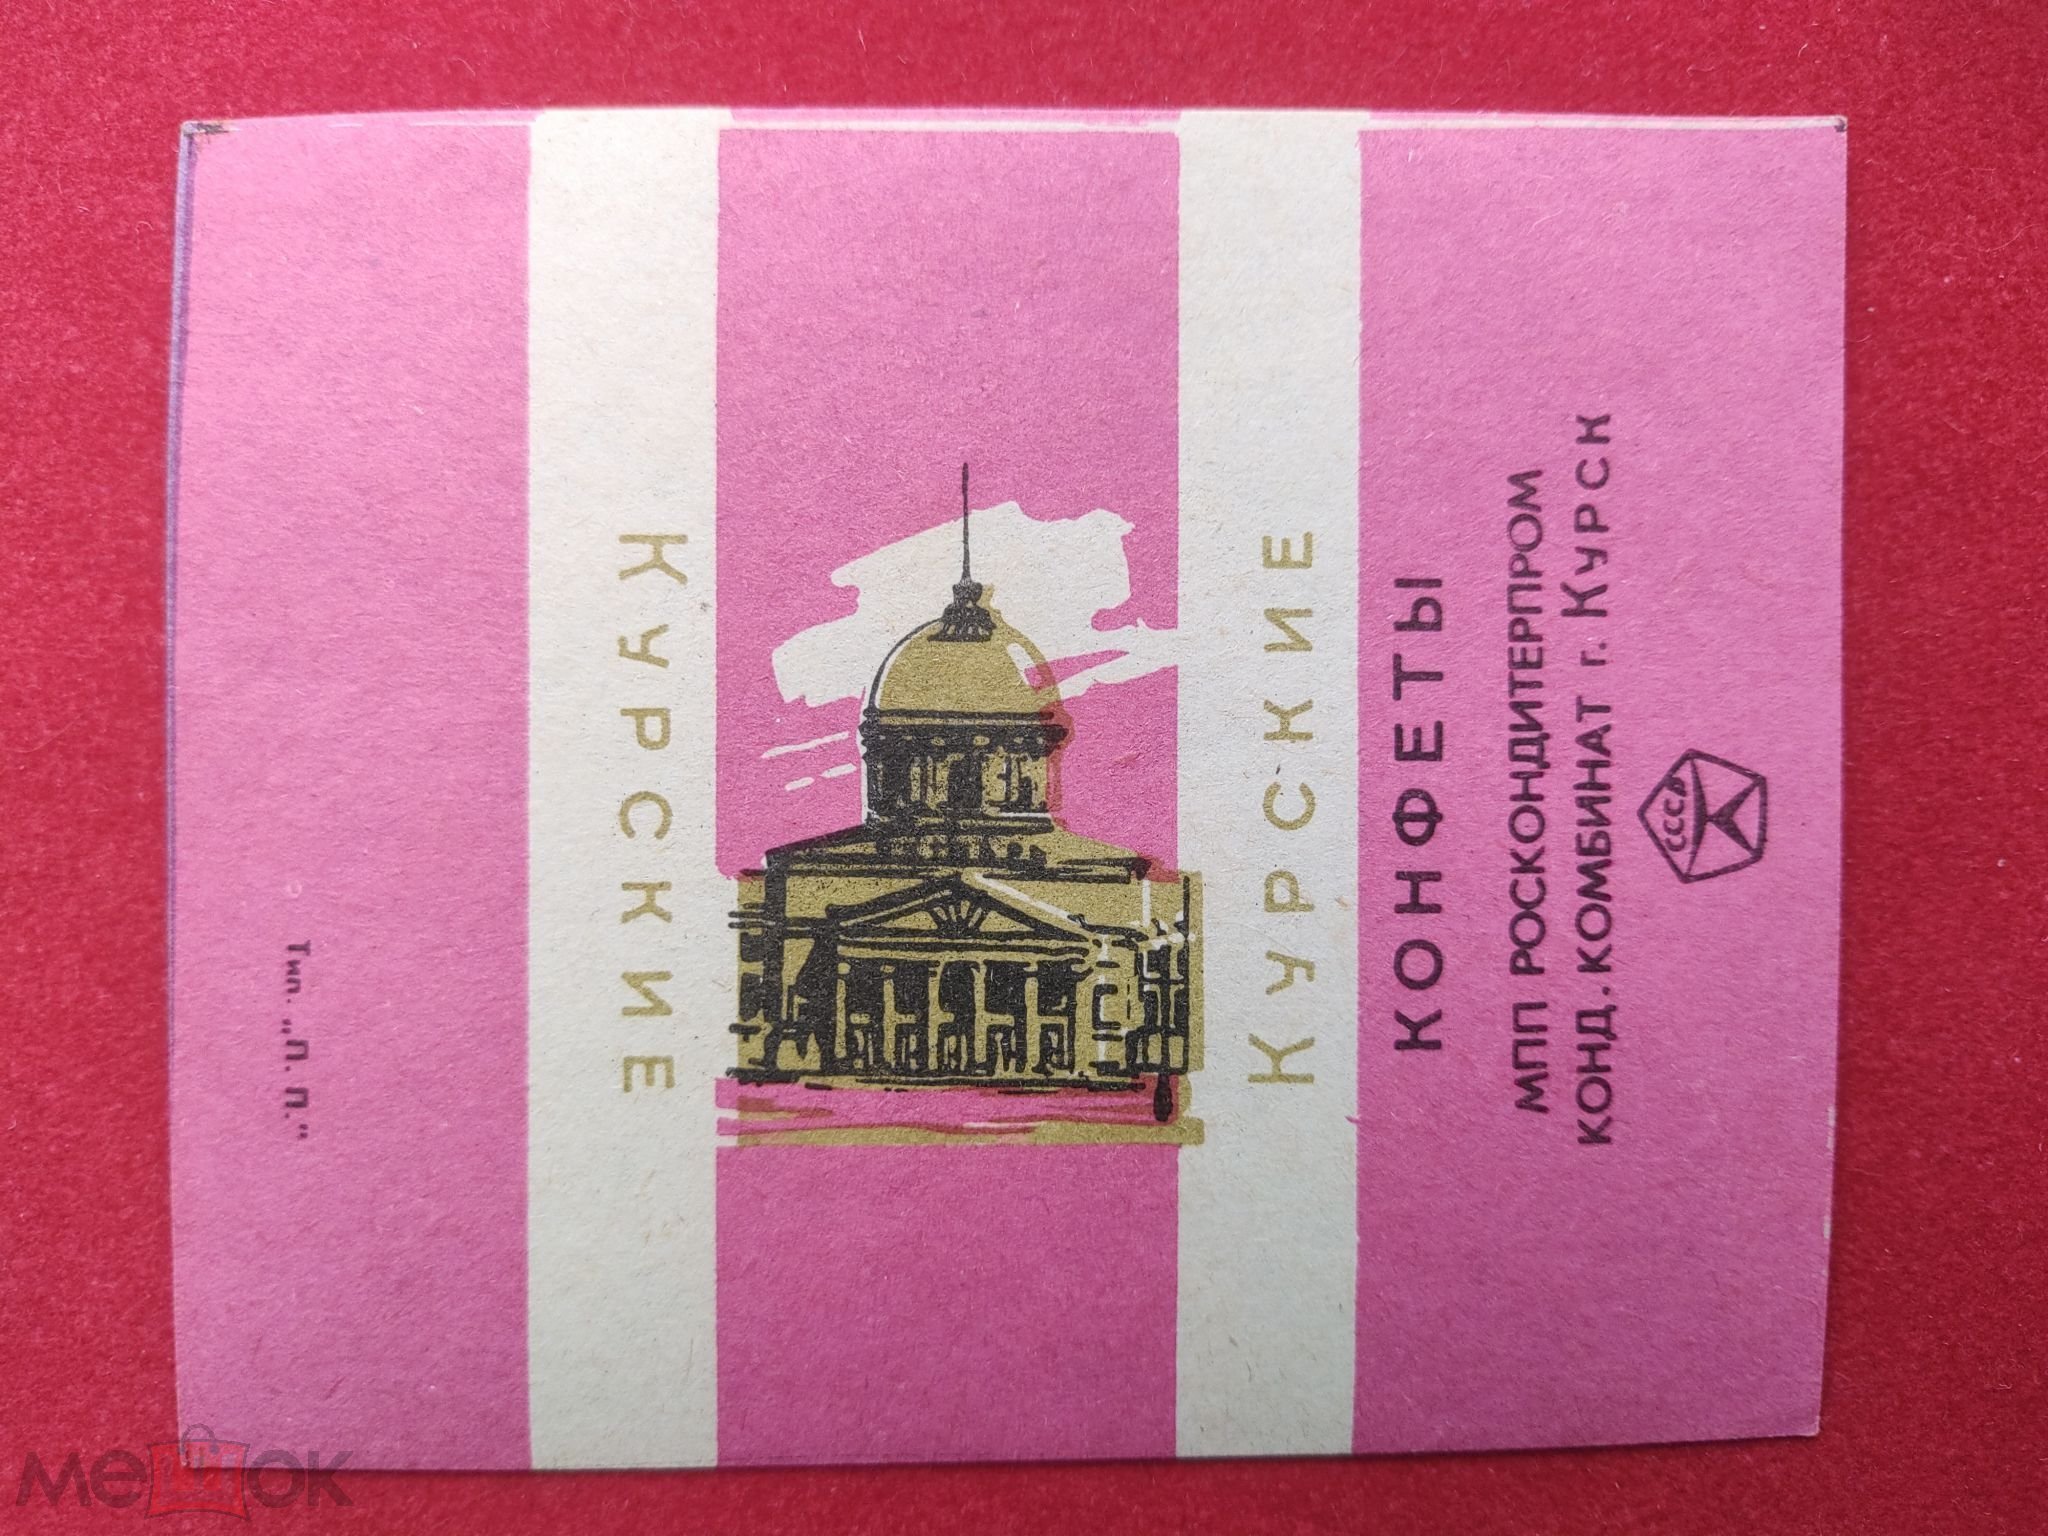 Тип. „П. П.“
КУРСКИЕ
КУРСКИЕ
КОНФЕТЫ
МПП РОСКОНДИТЕРПРОМ
КОНД. КОМБИНАТ г. КУРСК
СССР
мешок